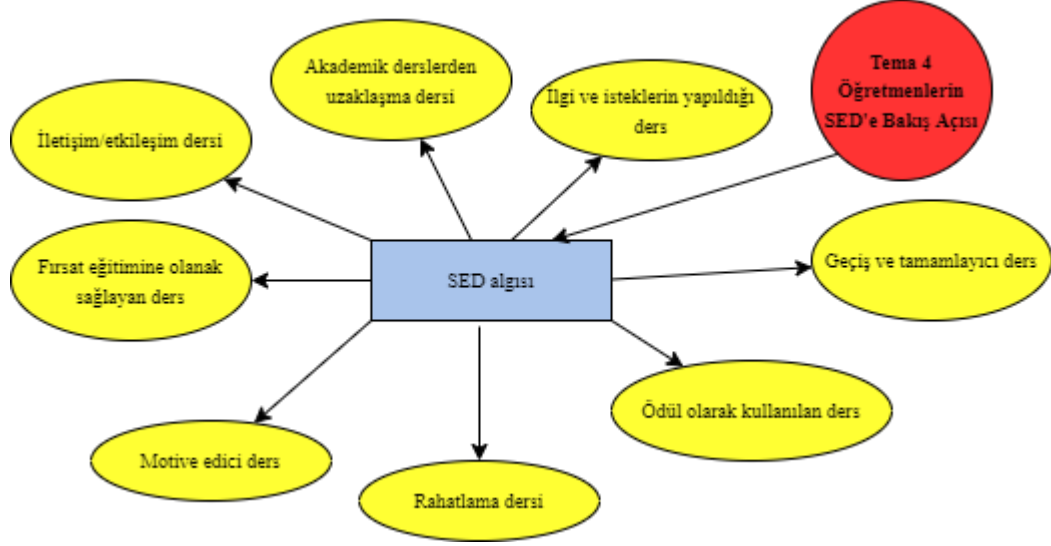 Tema 4
Öğretmenlerin
SED'e Bakış Açısı
Akademik derslerden
uzaklaşma dersi
İlgi ve isteklerin yapıldığı
ders
İletişim/etkileşim dersi
Fırsat eğitimine olanak
sağlayan ders
SED algısı
Geçiş ve tamamlayıcı ders
Ödül olarak kullanılan ders
Motive edici ders
Rahatlama dersi